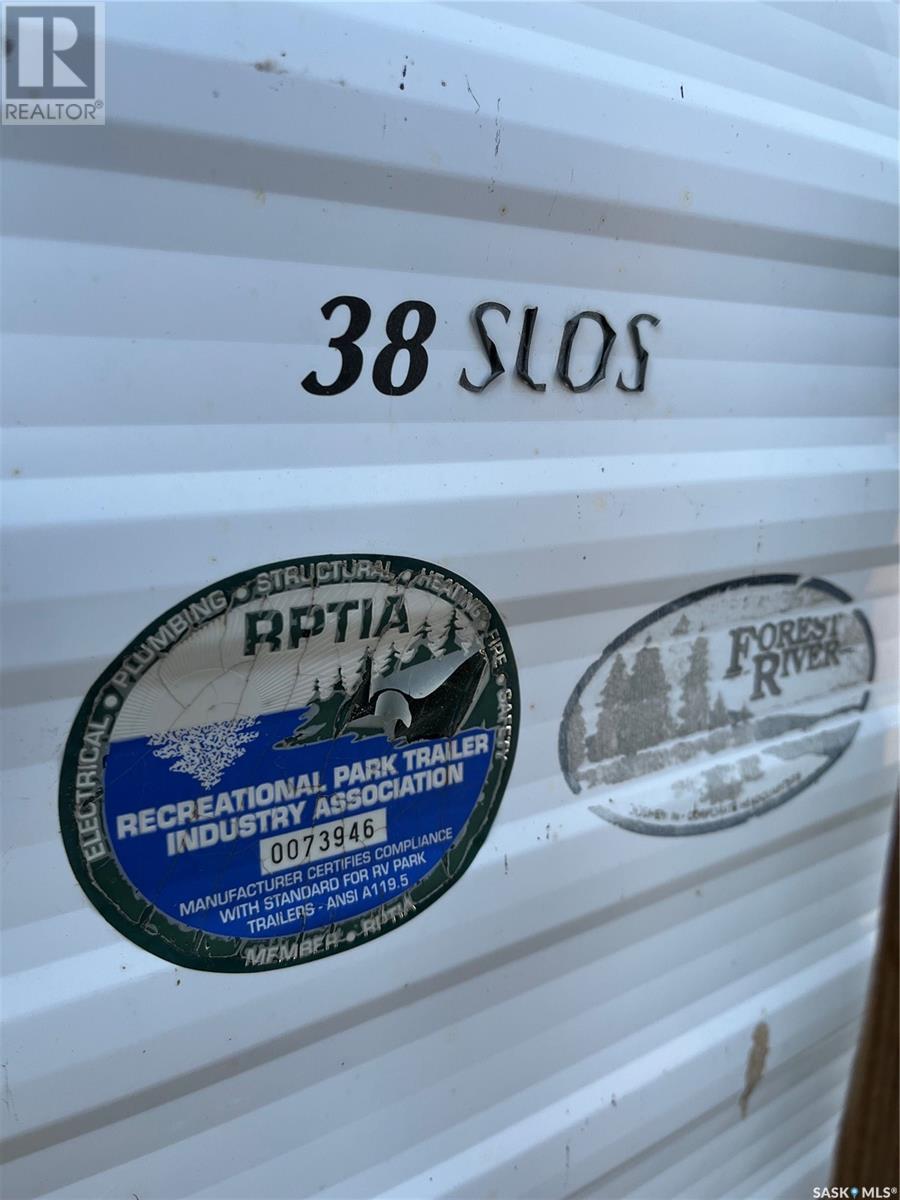 REALTOR®
38 SLOS
ELECTRICAL • PLUMBING • STRUCTURAL • HEATING • FIRE • SAFETY
RPTIA
RECREATIONAL PARK TRAILER
INDUSTRY ASSOCIATION
0073946
MANUFACTURER CERTIFIES COMPLIANCE
WITH STANDARD FOR RV PARK
TRAILERS - ANSI A119.5
MEMBER • RPTIA
FOREST
RIVER
SASK MLS®